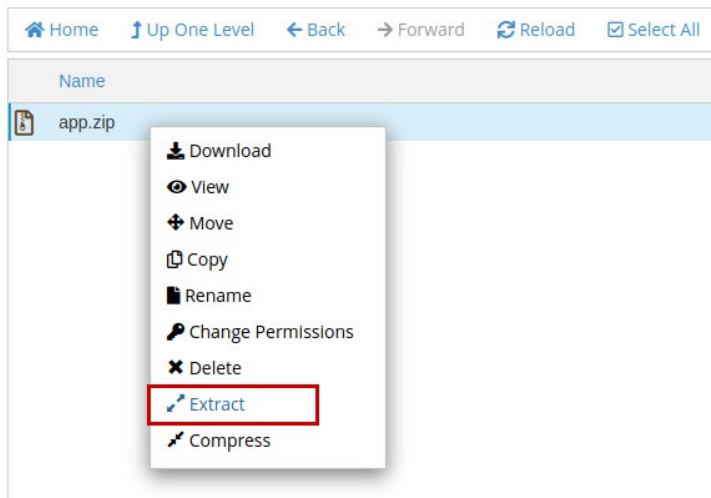 Home Up One Level Back Forward Reload Select All
Name
app.zip
Download
View
Move
Copy
Rename
Change Permissions
Delete
Extract
Compress